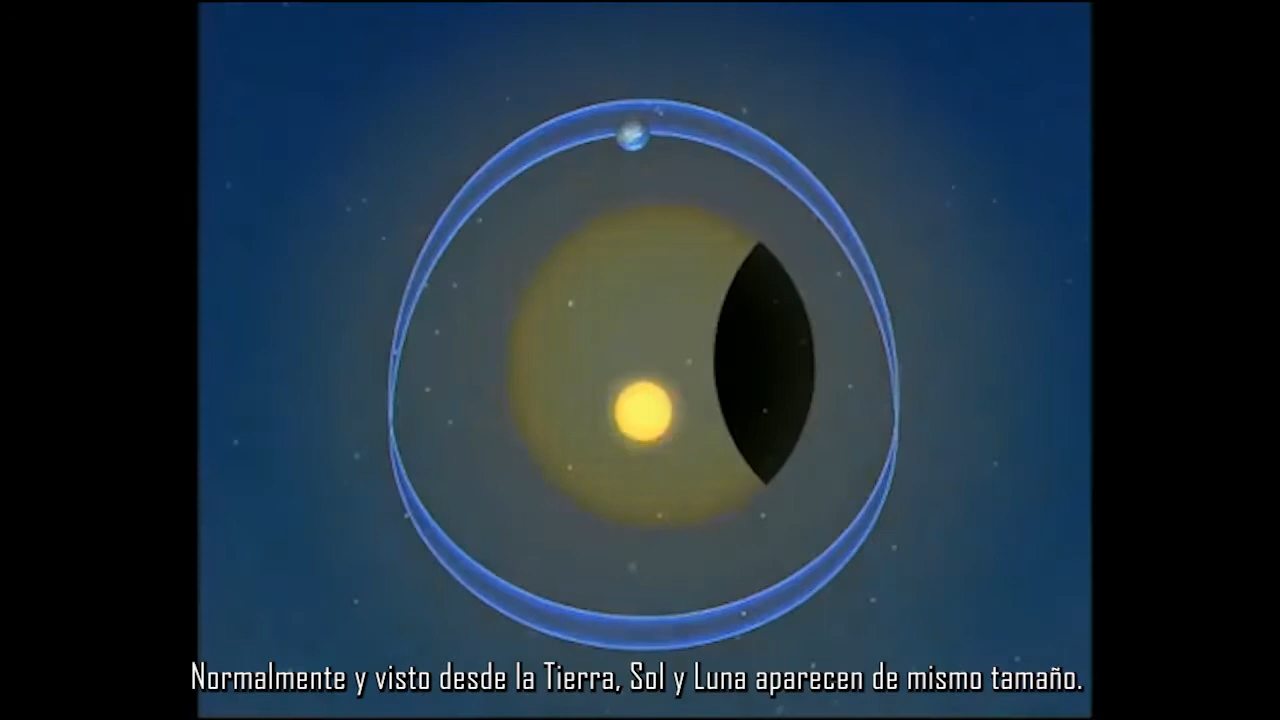 Normalmente y visto desde la Tierra, Sol y Luna aparecen de mismo tamaño.